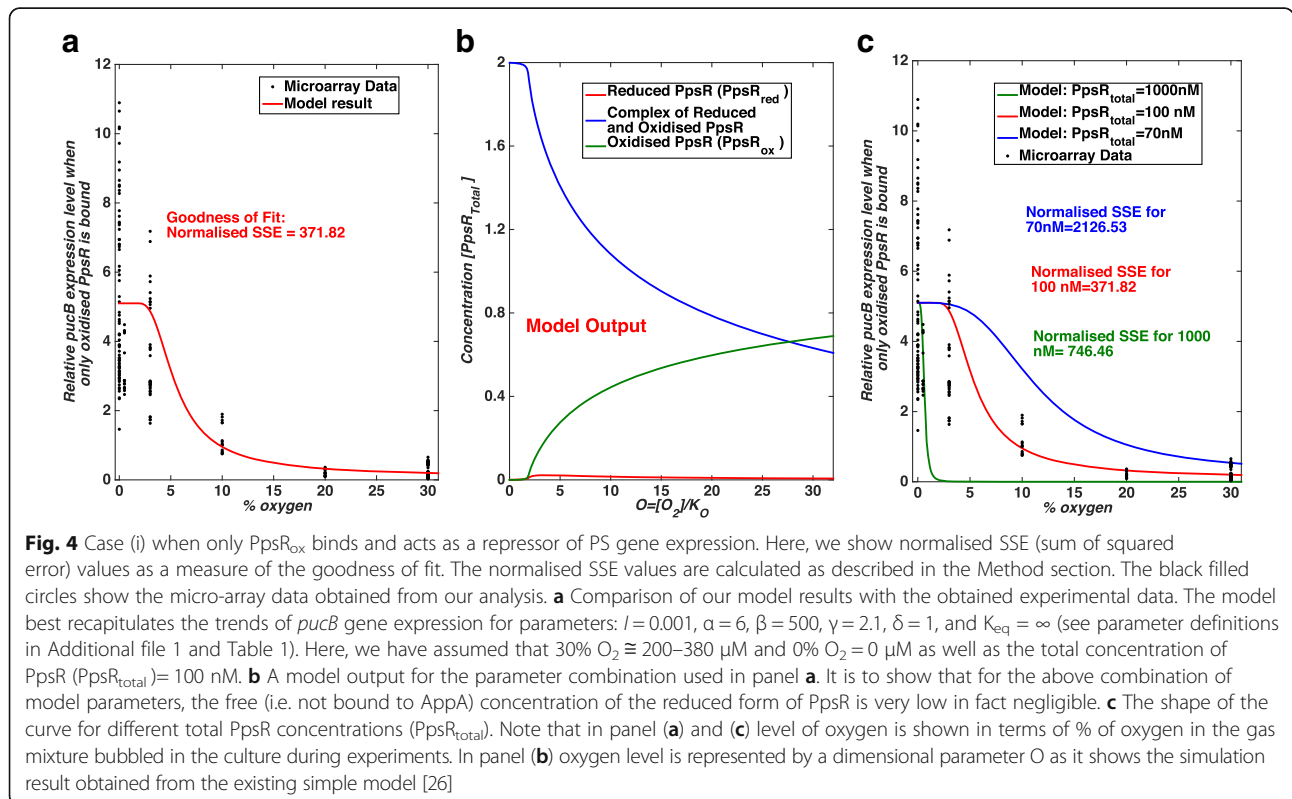 a
12
10
8
6
4
2
0
0 5 10 15 20 25 30
% oxygen
Relative pucB expression level when
only oxidised PpsR is bound
Microarray Data
Model result
Goodness of Fit:
Normalised SSE = 371.82
b
2
1.6
1.2
0.8
0.4
0
0 5 10 15 20 25 30
O=[O2]/KO
Concentration [PpsRTotal]
Reduced PpsR (PpsRred)
Complex of Reduced
and Oxidised PpsR
Oxidised PpsR (PpsRox)
Model Output
c
12
10
8
6
4
2
0
0 5 10 15 20 25 30
% oxygen
Relative pucB expression level when
only oxidised PpsR is bound
Model: PpsRtotal=1000nM
Model: PpsRtotal=100 nM
Model: PpsRtotal=70nM
Microarray Data
Normalised SSE for
70nM=2126.53
Normalised SSE for
100 nM=371.82
Normalised SSE for 1000
nM= 746.46
Fig. 4 Case (i) when only PpsRox binds and acts as a repressor of PS gene expression. Here, we show normalised SSE (sum of squared
error) values as a measure of the goodness of fit. The normalised SSE values are calculated as described in the Method section. The black filled
circles show the micro-array data obtained from our analysis. a Comparison of our model results with the obtained experimental data. The model
best recapitulates the trends of pucB gene expression for parameters: I = 0.001, α = 6, β = 500, γ = 2.1, δ = 1, and Keq = ∞ (see parameter definitions
in Additional file 1 and Table 1). Here, we have assumed that 30% O2 ≅ 200–380 μM and 0% O2 = 0 μM as well as the total concentration of
PpsR (PpsRtotal)= 100 nM. b A model output for the parameter combination used in panel a. It is to show that for the above combination of
model parameters, the free (i.e. not bound to AppA) concentration of the reduced form of PpsR is very low in fact negligible. c The shape of the
curve for different total PpsR concentrations (PpsRtotal). Note that in panel (a) and (c) level of oxygen is shown in terms of % of oxygen in the gas
mixture bubbled in the culture during experiments. In panel (b) oxygen level is represented by a dimensional parameter O as it shows the simulation
result obtained from the existing simple model [26]